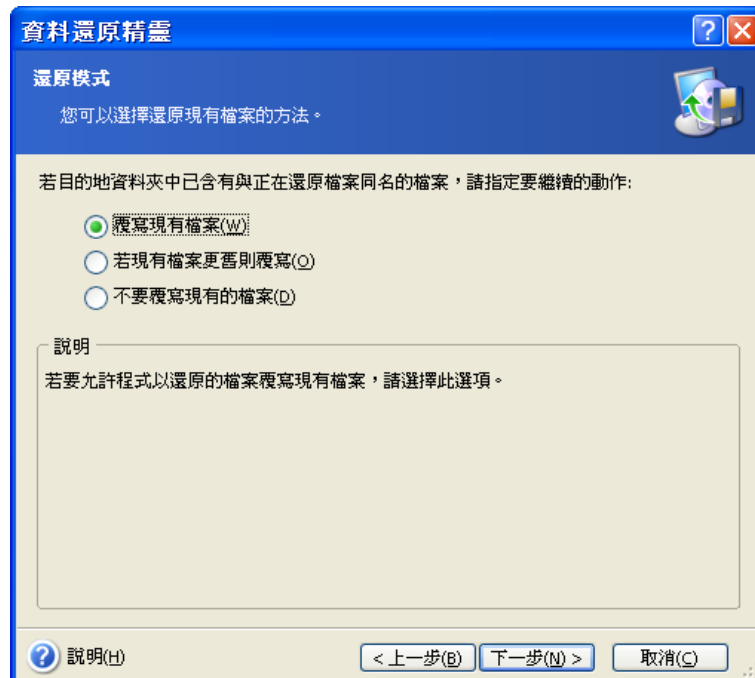 資料還原精靈
還原模式
您可以選擇還原現有檔案的方法。
若目的地資料夾中已含有與正在還原檔案同名的檔案，請指定要繼續的動作:
覆寫現有檔案(W)
若現有檔案更舊則覆寫(O)
不要覆寫現有的檔案(D)
說明
若要允許程式以還原的檔案覆寫現有檔案，請選擇此選項。
說明(H)
< 上一步(B)
下一步(N) >
取消(C)